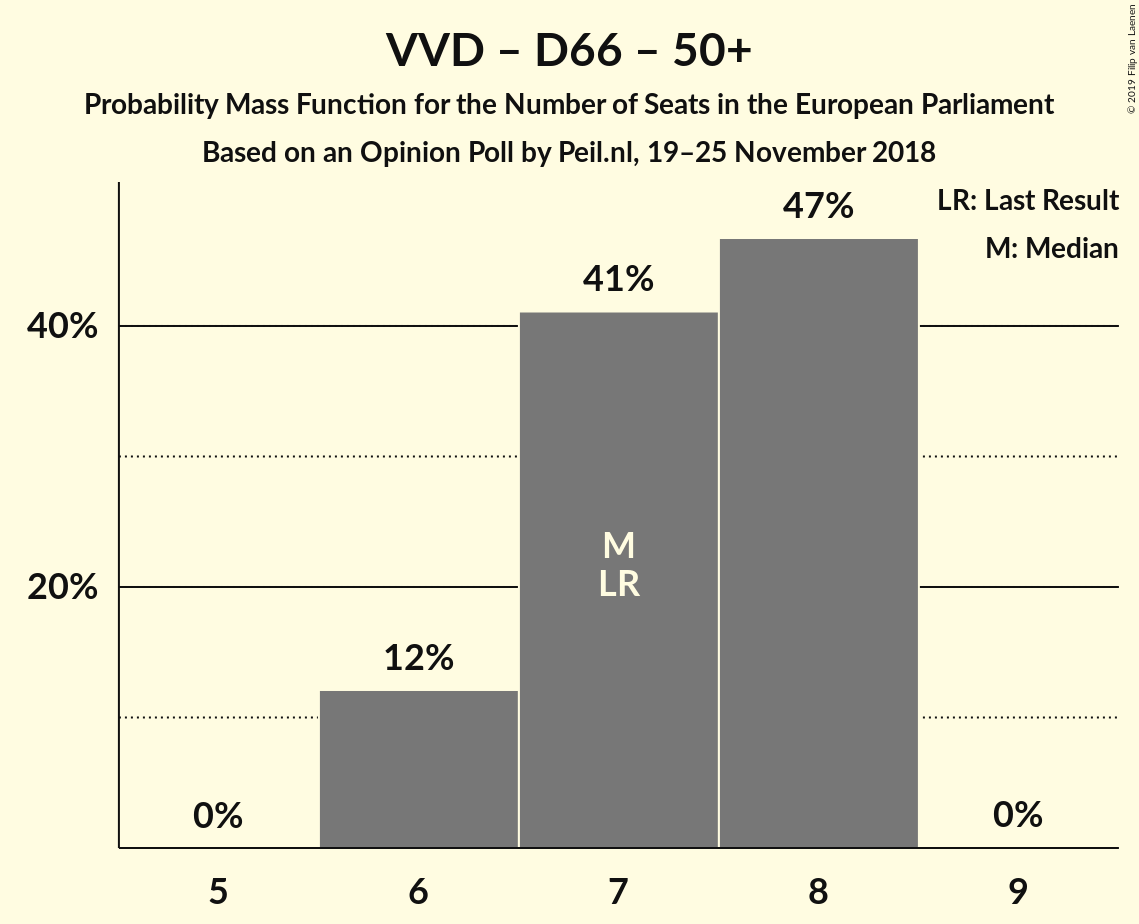 VVD – D66 – 50+
Probability Mass Function for the Number of Seats in the European Parliament
Based on an Opinion Poll by Peil.nl, 19–25 November 2018
© 2019 Filip van Laenen
LR: Last Result
M: Median
47%
41%
40%
M
LR
20%
12%
0%
0%
5 6 7 8 9